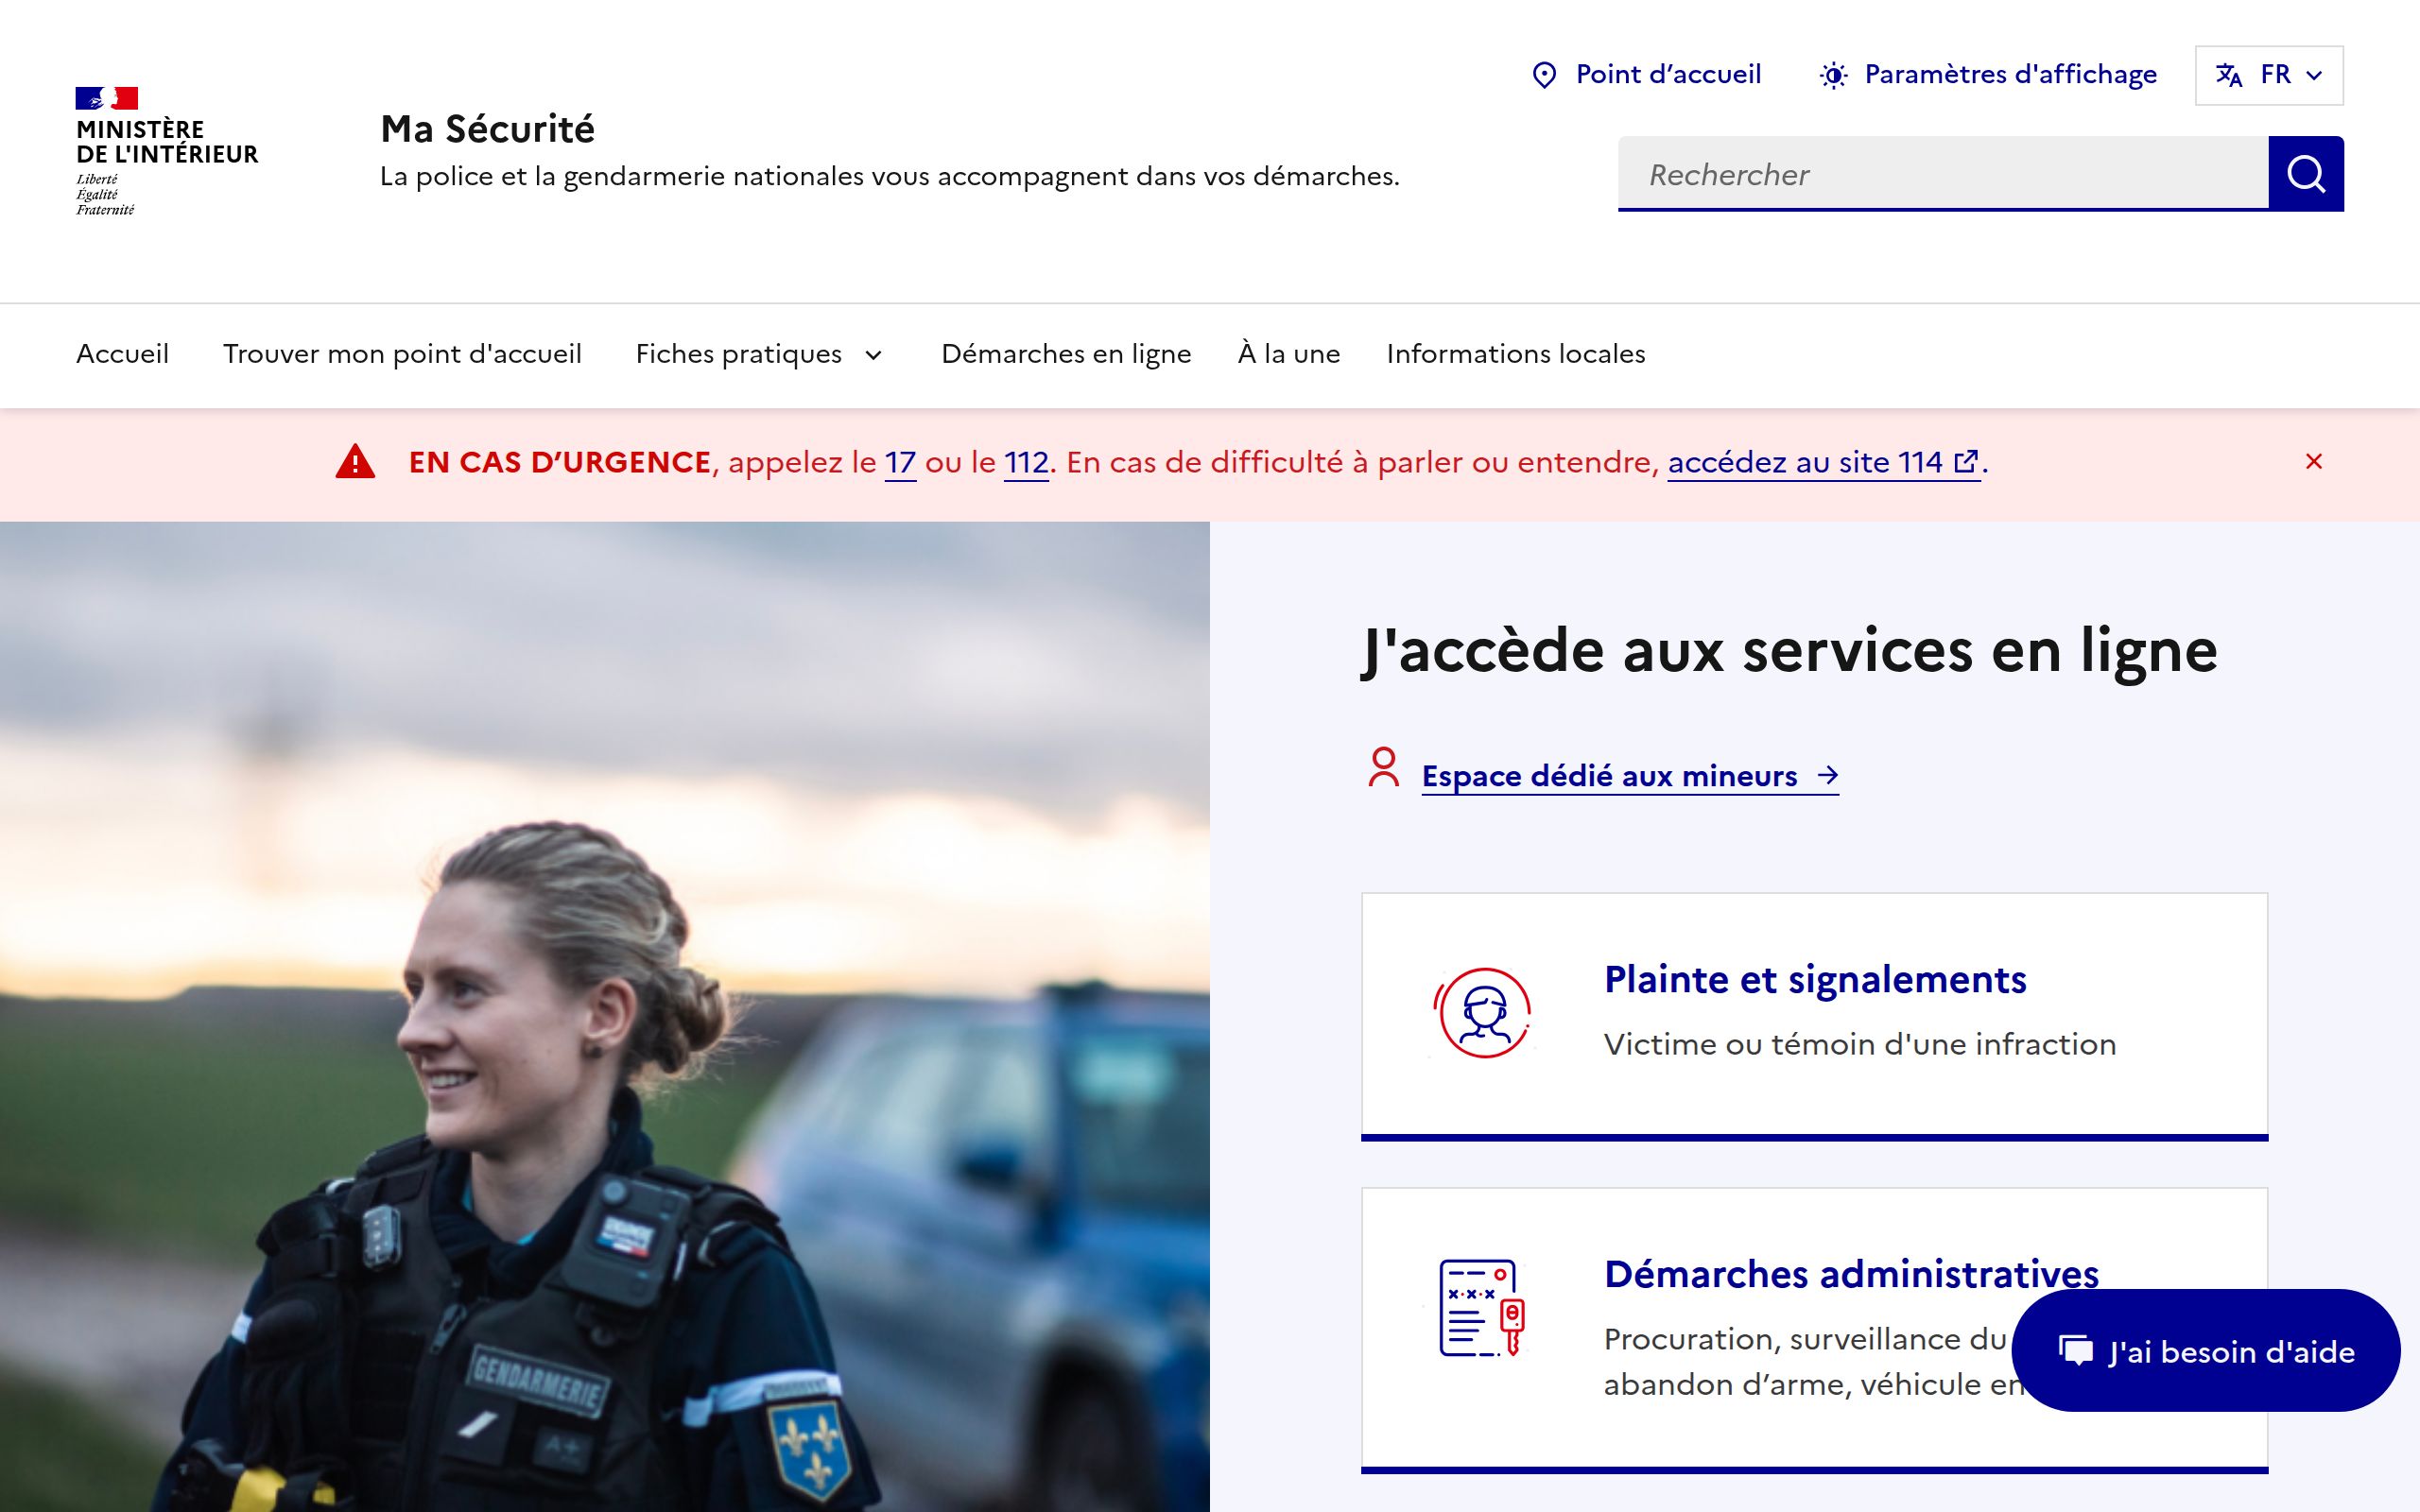 Point d’accueil
Paramètres d'affichage
FR
MINISTÈRE
DE L'INTÉRIEUR
Liberté
Égalité
Fraternité
Ma Sécurité
La police et la gendarmerie nationales vous accompagnent dans vos démarches.
Rechercher
Accueil
Trouver mon point d'accueil
Fiches pratiques
Démarches en ligne
À la une
Informations locales
EN CAS D’URGENCE, appelez le 17 ou le 112. En cas de difficulté à parler ou entendre, accédez au site 114.
J'accède aux services en ligne
Espace dédié aux mineurs
Plainte et signalements
Victime ou témoin d'une infraction
Démarches administratives
Procuration, surveillance du
abandon d’arme, véhicule en
J'ai besoin d'aide
GENDARMERIE
A+